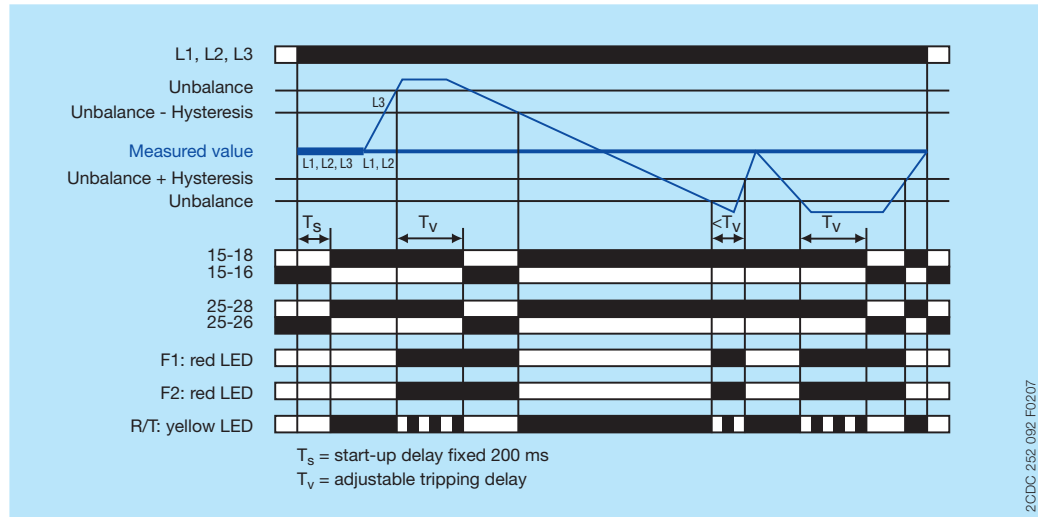 L1, L2, L3
Unbalance
L3
Unbalance - Hysteresis
Measured value
L1, L2, L3 L1, L2
Unbalance + Hysteresis
Unbalance
Ts Tv <Tv Tv
15-18
15-16
25-28
25-26
F1: red LED
F2: red LED
R/T: yellow LED
Ts = start-up delay fixed 200 ms
Tv = adjustable tripping delay
2CDC 252 092 F0207